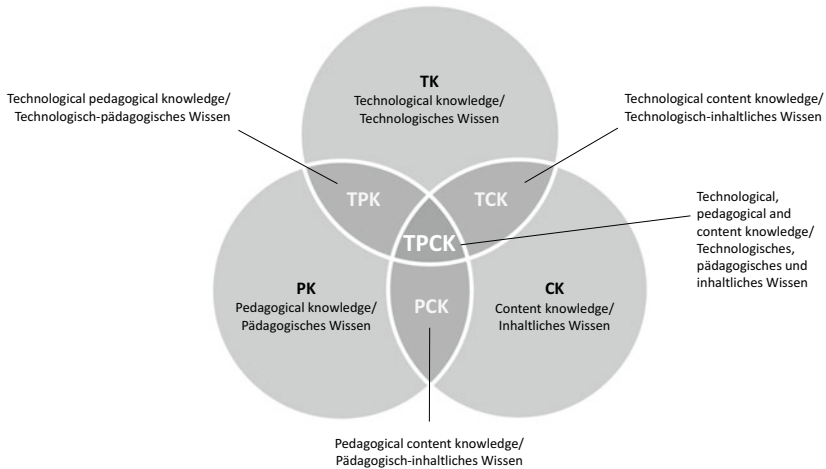 TK
Technological knowledge/
Technologisches Wissen
Technological pedagogical knowledge/
Technologisch-pädagogisches Wissen
Technological content knowledge/
Technologisch-inhaltliches Wissen
TPK
TCK
Technological,
pedagogical and
content knowledge/
Technologisches,
pädagogisches und
inhaltliches Wissen
TPCK
PK
Pedagogical knowledge/
Pädagogisches Wissen
PCK
CK
Content knowledge/
Inhaltliches Wissen
Pedagogical content knowledge/
Pädagogisch-inhaltliches Wissen